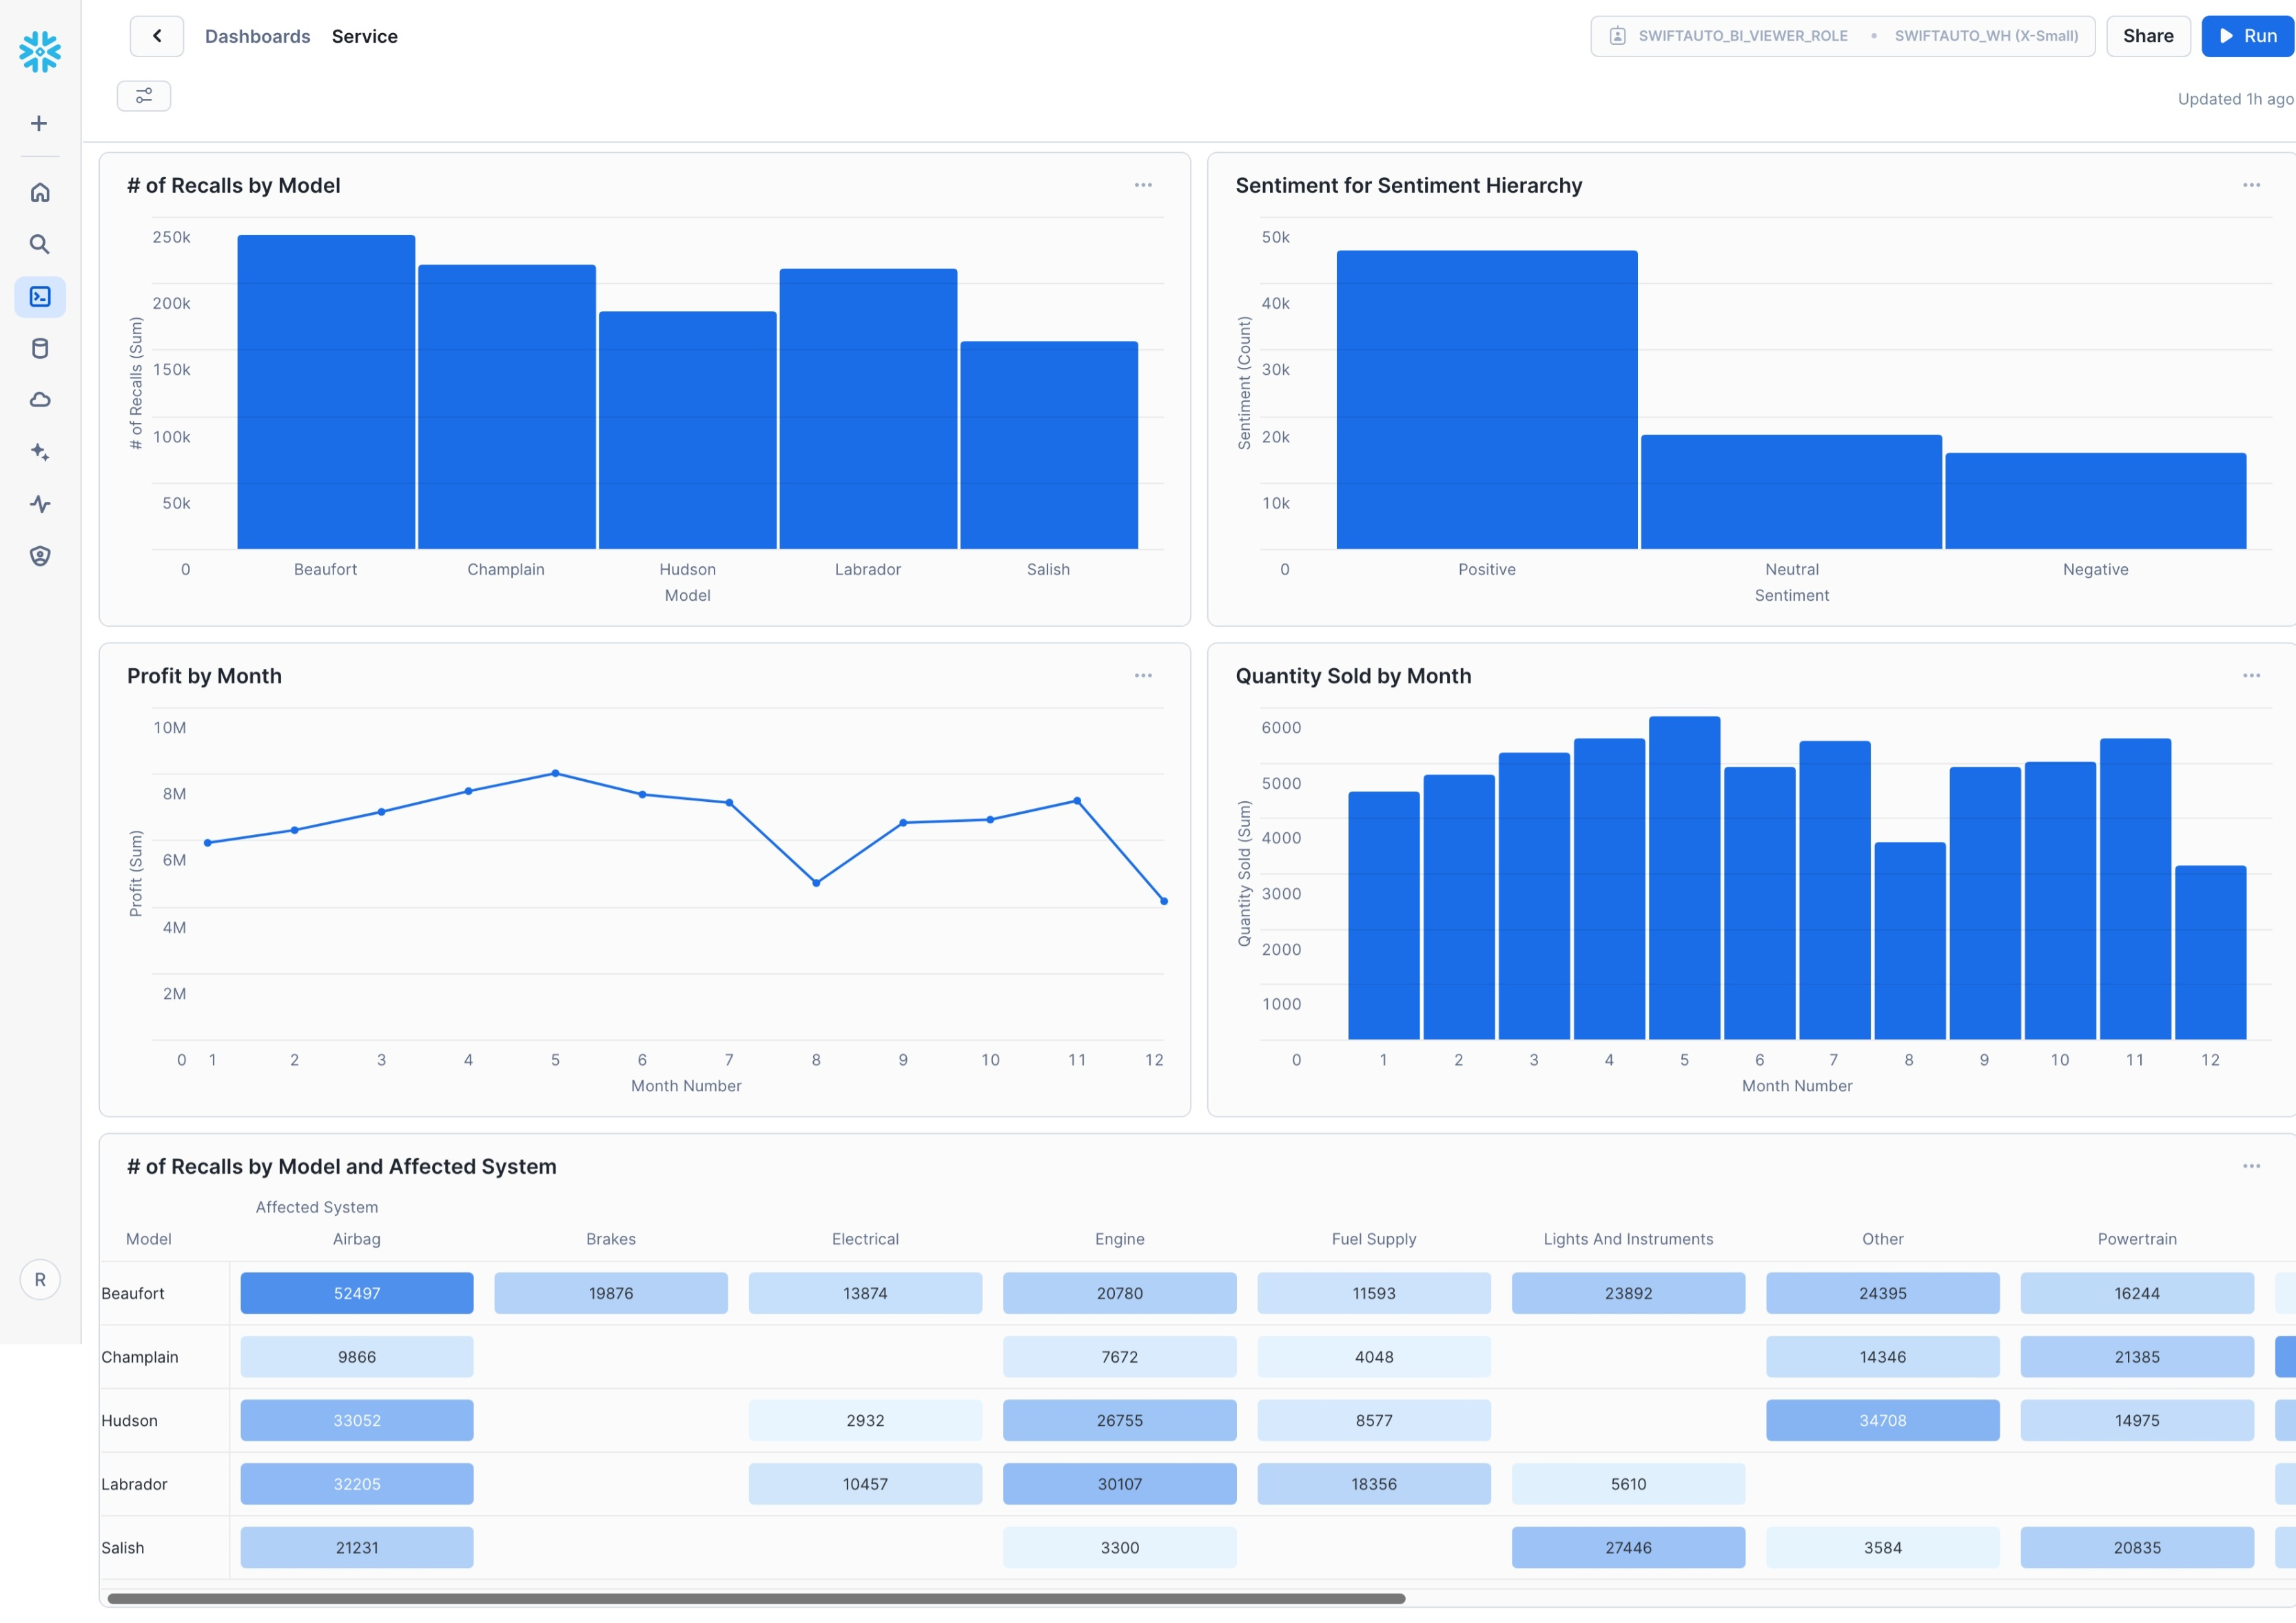 Dashboards Service
SWIFTAUTO_BI_VIEWER_ROLE • SWIFTAUTO_WH (X-Small)
Share
Run
Updated 1h ago
# of Recalls by Model
# of Recalls (Sum)
250k
200k
150k
100k
50k
0
Beaufort Champlain Hudson Labrador Salish
Model
Sentiment for Sentiment Hierarchy
Sentiment (Count)
50k
40k
30k
20k
10k
0
Positive Neutral Negative
Sentiment
Profit by Month
Profit (Sum)
10M
8M
6M
4M
2M
0 1 2 3 4 5 6 7 8 9 10 11 12
Month Number
Quantity Sold by Month
Quantity Sold (Sum)
6000
5000
4000
3000
2000
1000
0 1 2 3 4 5 6 7 8 9 10 11 12
Month Number
# of Recalls by Model and Affected System
Affected System
Model Airbag Brakes Electrical Engine Fuel Supply Lights And Instruments Other Powertrain
Beaufort 52497 19876 13874 20780 11593 23892 24395 16244
Champlain 9866 7672 4048 14346 21385
Hudson 33052 2932 26755 8577 34708 14975
Labrador 32205 10457 30107 18356 5610
Salish 21231 3300 27446 3584 20835
R